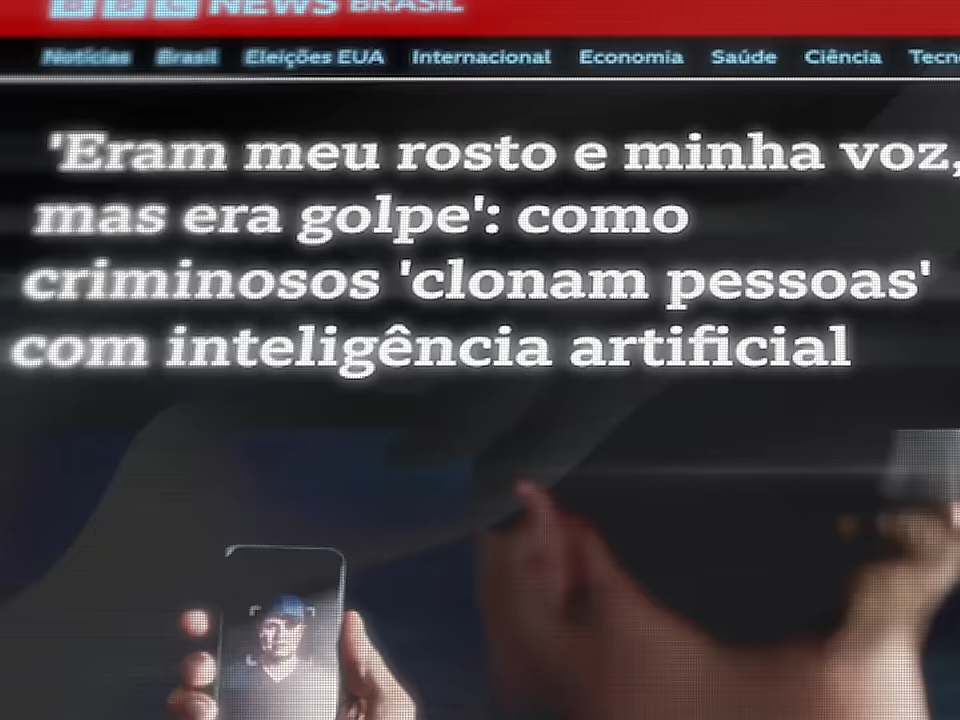 BBC NEWS BRASIL
Notícias Brasil Eleições EUA Internacional Economia Saúde Ciência
'Eram meu rosto e minha voz,
mas era golpe': como
criminosos 'clonam pessoas'
com inteligência artificial